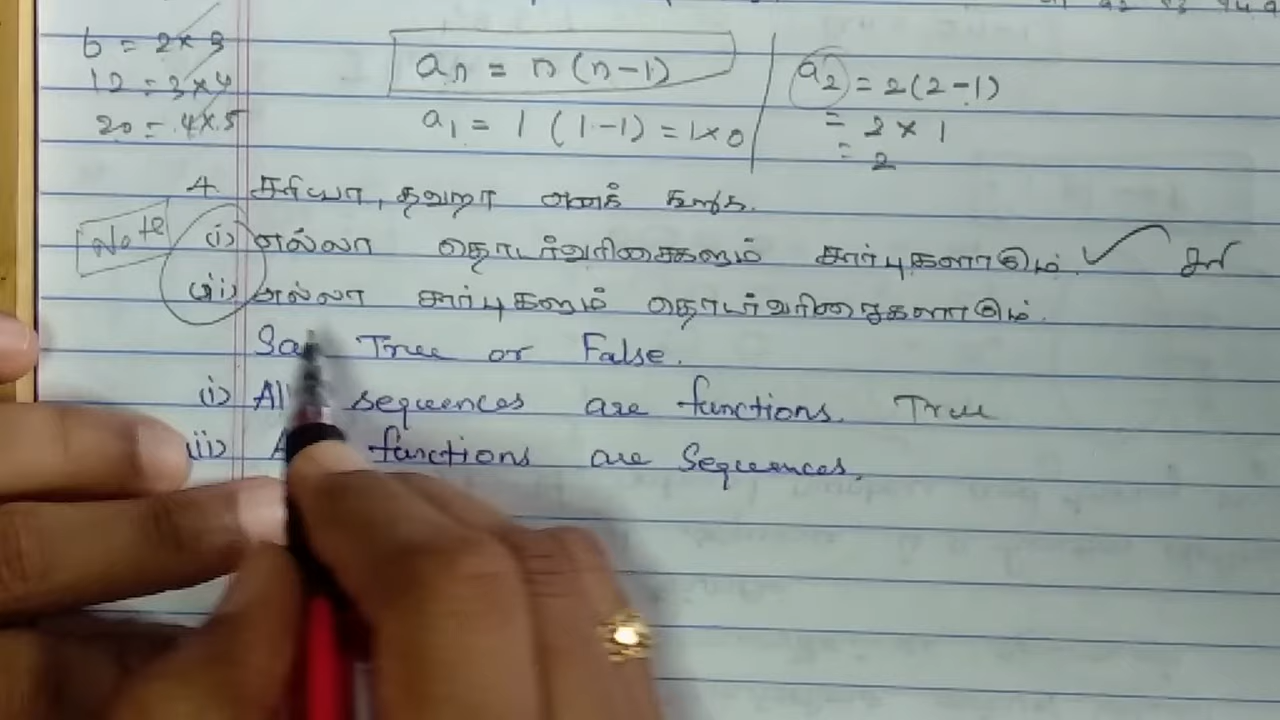 6 = 2 x 3
12 = 3 x 4
20 = 4 x 5
an = n (n-1)
a1 = 1 ( 1-1) = 1x0
a2 = 2(2-1)
= 2 x 1
= 2
4. சரியா, தவறா எனக் கூறுக.
Note
(i) எல்லா தொடர்வரிசைகளும் சார்புகளாகும். ✓ சரி
(ii) எல்லா சார்புகளும் தொடர்வரிசைகளாகும்.
Say True or False.
(i) All sequences are functions. True
(ii) functions are Sequences.